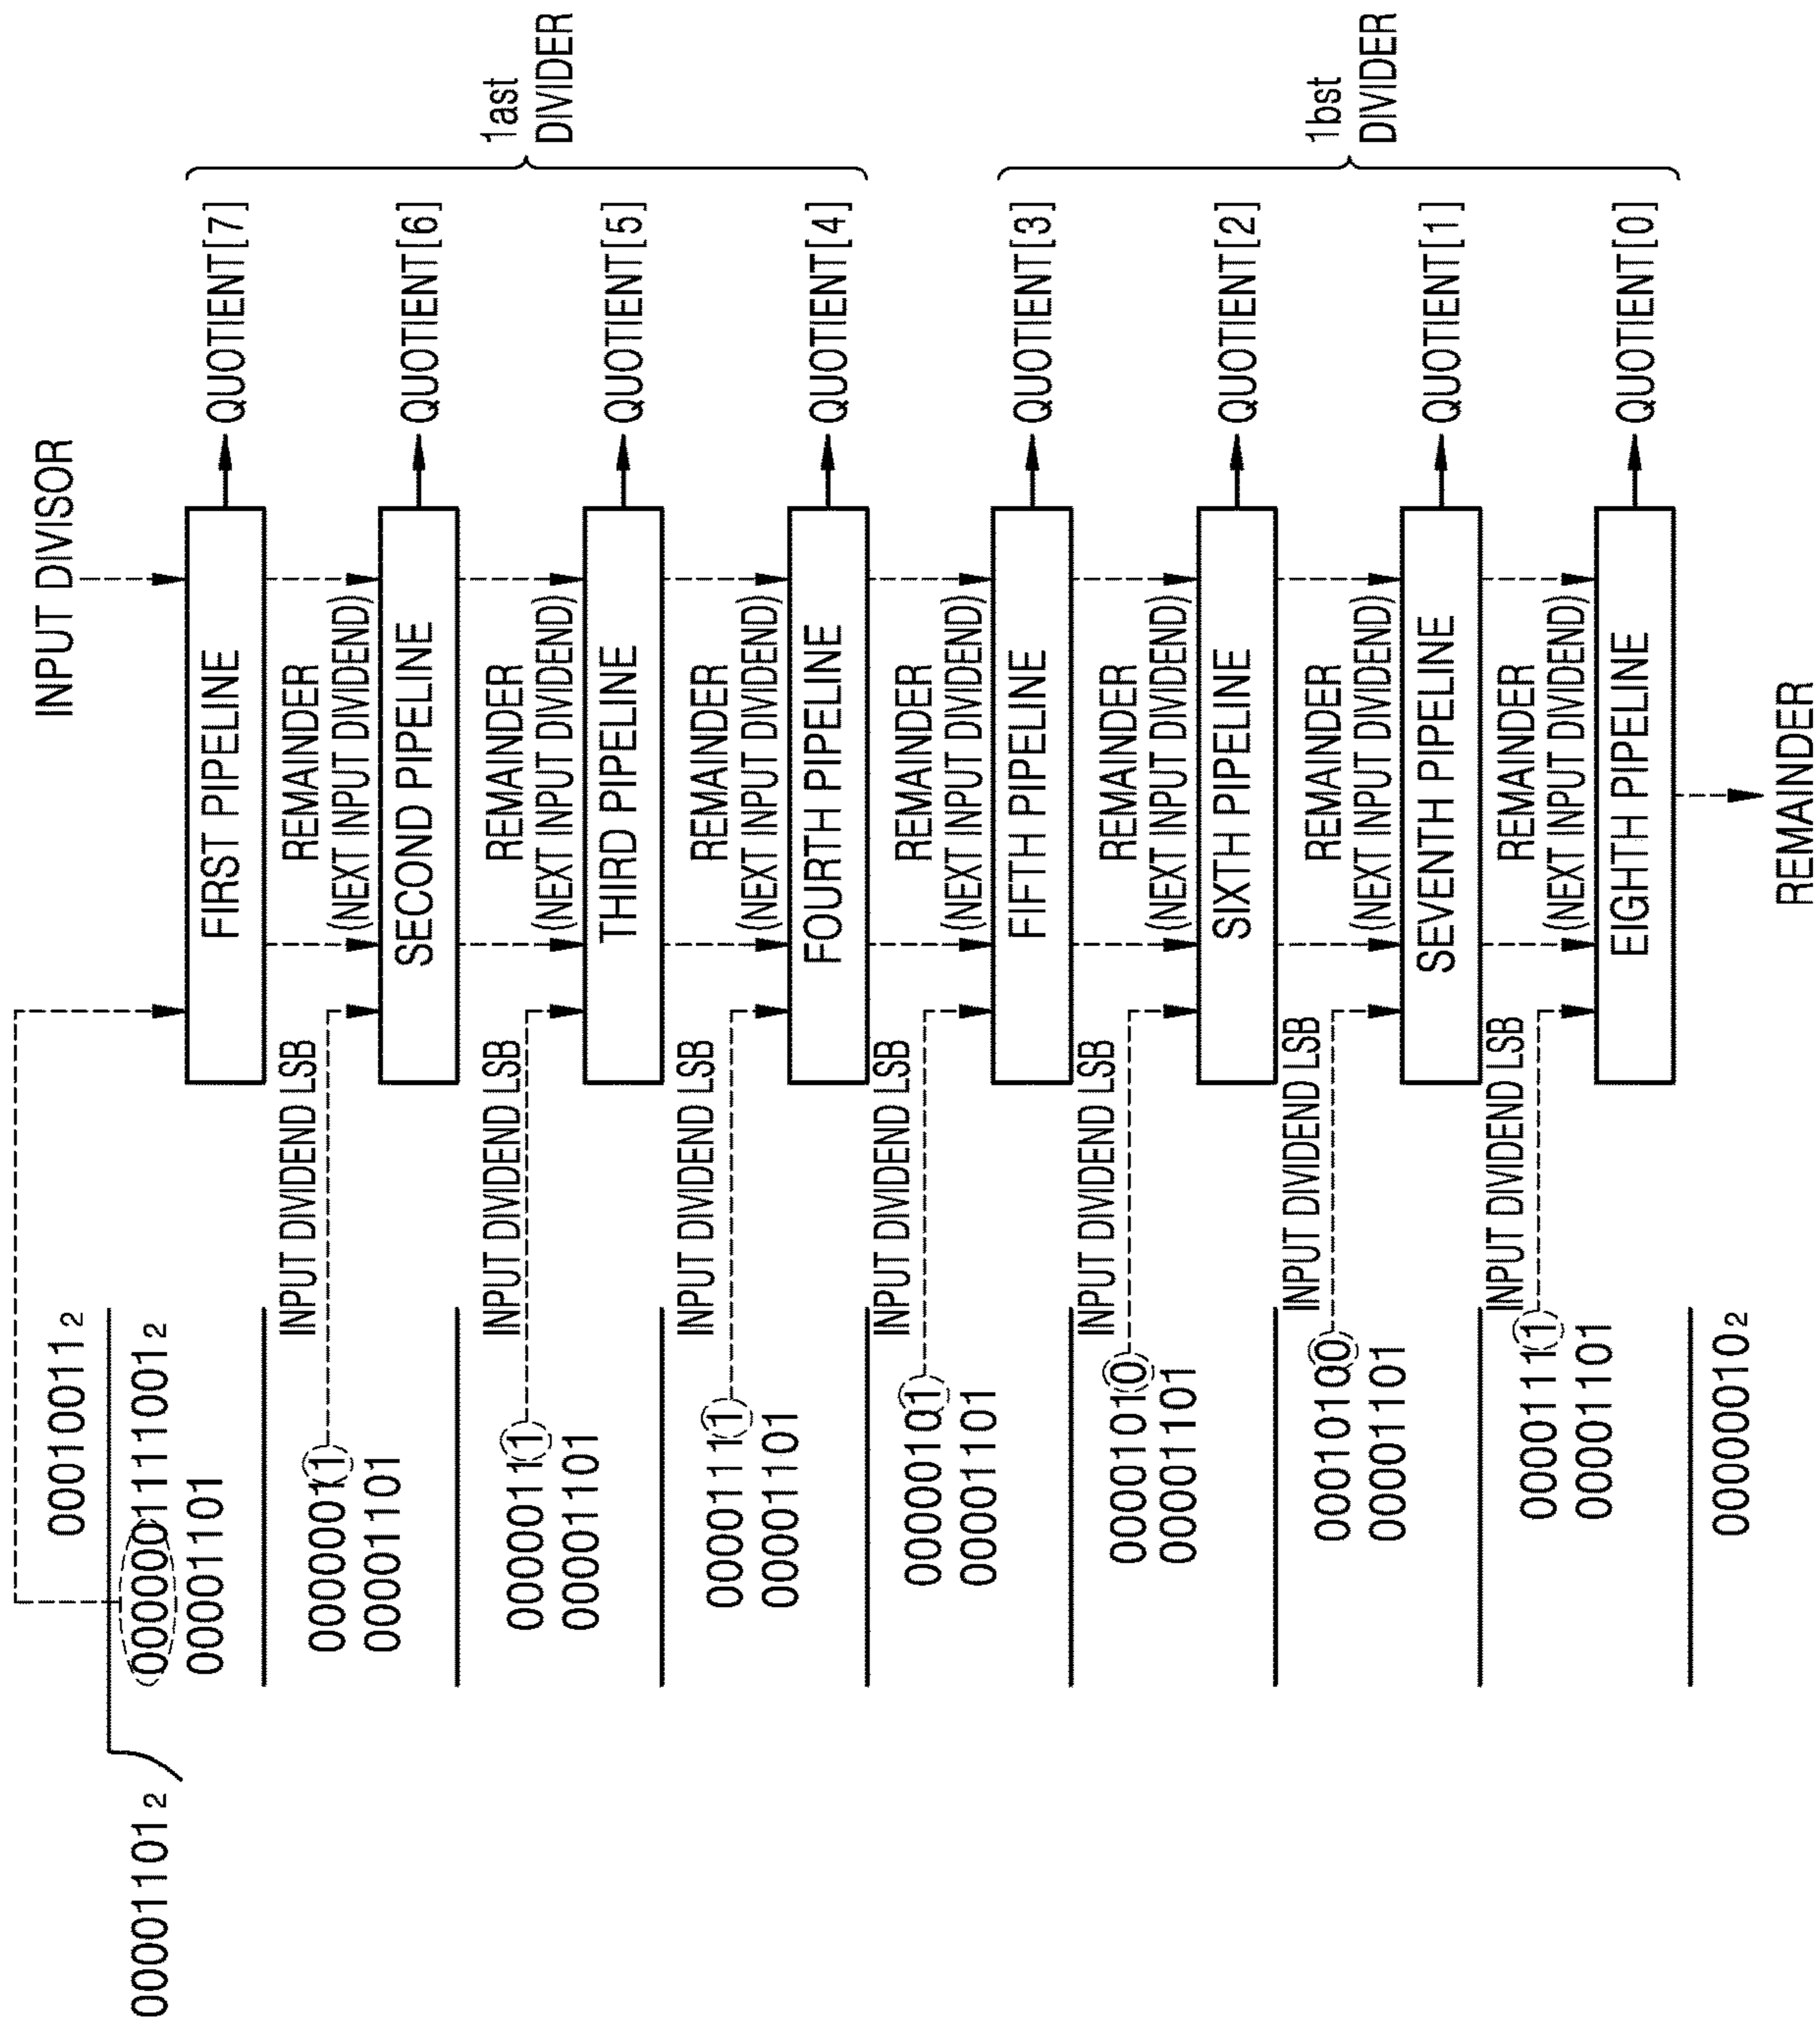 INPUT DIVISOR
00010011₂
00001101₂
000000011111001₂
00001101
FIRST PIPELINE
QUOTIENT[7]
INPUT DIVIDEND LSB
REMAINDER
(NEXT INPUT DIVIDEND)
00000011
00001101
SECOND PIPELINE
QUOTIENT[6]
1ast
DIVIDER
INPUT DIVIDEND LSB
REMAINDER
(NEXT INPUT DIVIDEND)
00000111
00001101
THIRD PIPELINE
QUOTIENT[5]
INPUT DIVIDEND LSB
REMAINDER
(NEXT INPUT DIVIDEND)
00001111
00001101
FOURTH PIPELINE
QUOTIENT[4]
INPUT DIVIDEND LSB
REMAINDER
(NEXT INPUT DIVIDEND)
00000101
00001101
FIFTH PIPELINE
QUOTIENT[3]
INPUT DIVIDEND LSB
REMAINDER
(NEXT INPUT DIVIDEND)
00001010
00001101
SIXTH PIPELINE
QUOTIENT[2]
1bst
DIVIDER
INPUT DIVIDEND LSB
REMAINDER
(NEXT INPUT DIVIDEND)
00010100
00001101
SEVENTH PIPELINE
QUOTIENT[1]
INPUT DIVIDEND LSB
REMAINDER
(NEXT INPUT DIVIDEND)
00001111
00001101
EIGHTH PIPELINE
QUOTIENT[0]
00000010₂
REMAINDER